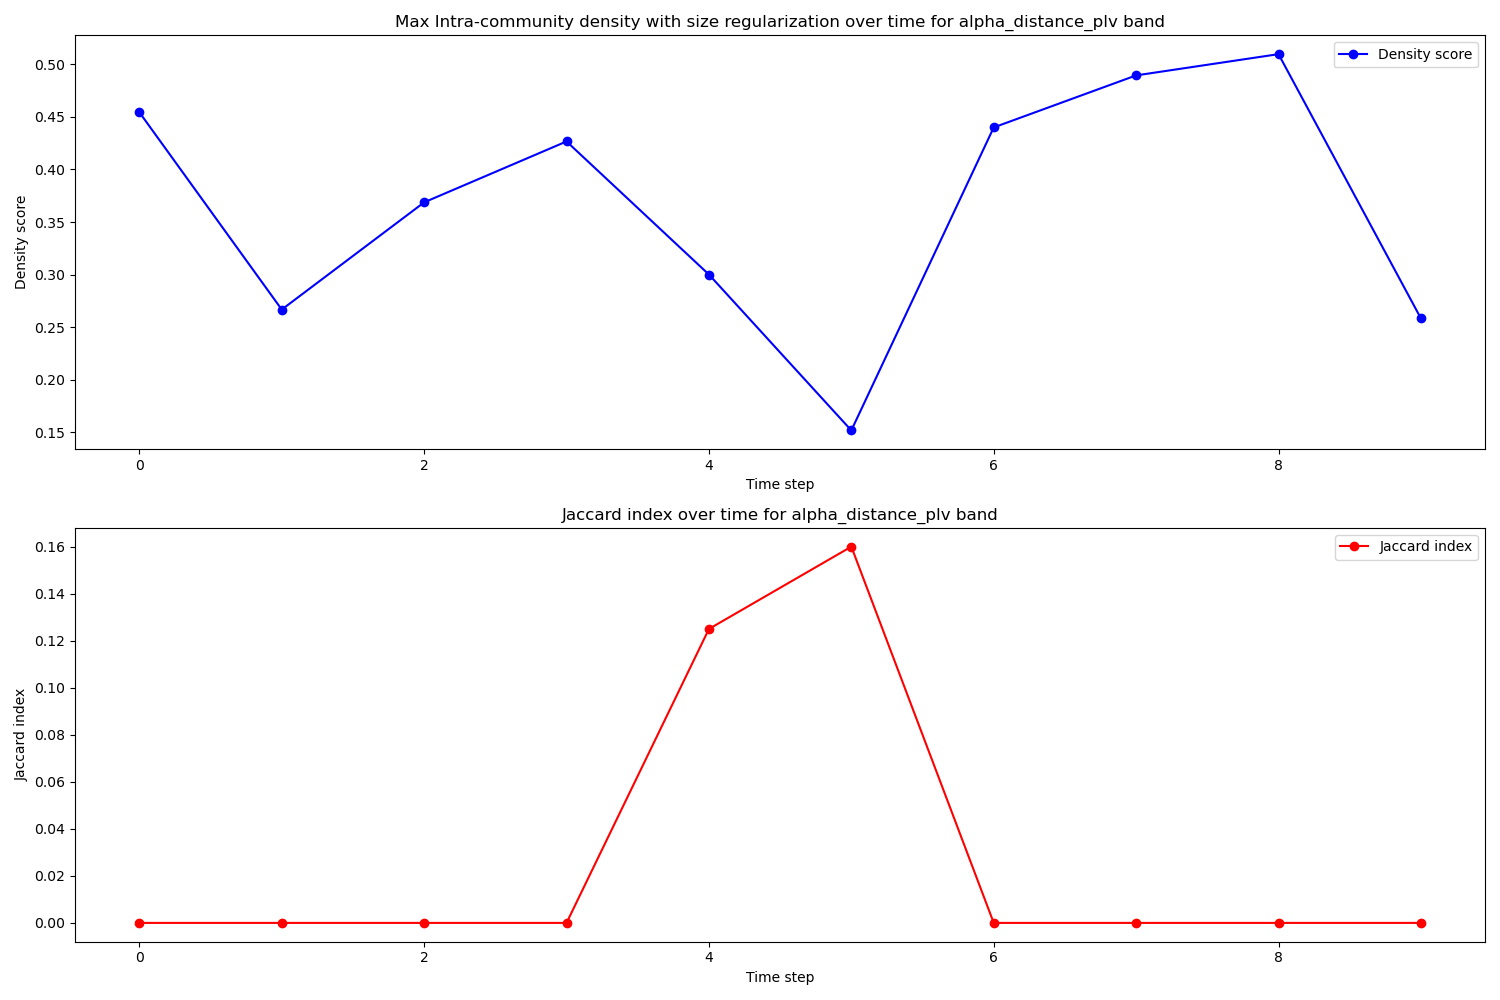 Max Intra-community density with size regularization over time for alpha_distance_plv band
Density score
0.50
0.45
0.40
0.35
0.30
0.25
0.20
0.15
Density score
0 2 4 6 8
Time step
Jaccard index over time for alpha_distance_plv band
Jaccard index
0.16
0.14
0.12
0.10
0.08
0.06
0.04
0.02
0.00
Jaccard index
0 2 4 6 8
Time step